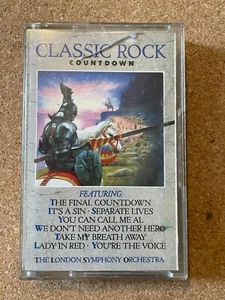 CLASSIC ROCK
COUNTDOWN
FEATURING:
THE FINAL COUNTDOWN
IT'S A SIN · SEPARATE LIVES
YOU CAN CALL ME AL
WE DON'T NEED ANOTHER HERO
TAKE MY BREATH AWAY
LADY IN RED · YOU'RE THE VOICE
THE LONDON SYMPHONY ORCHESTRA